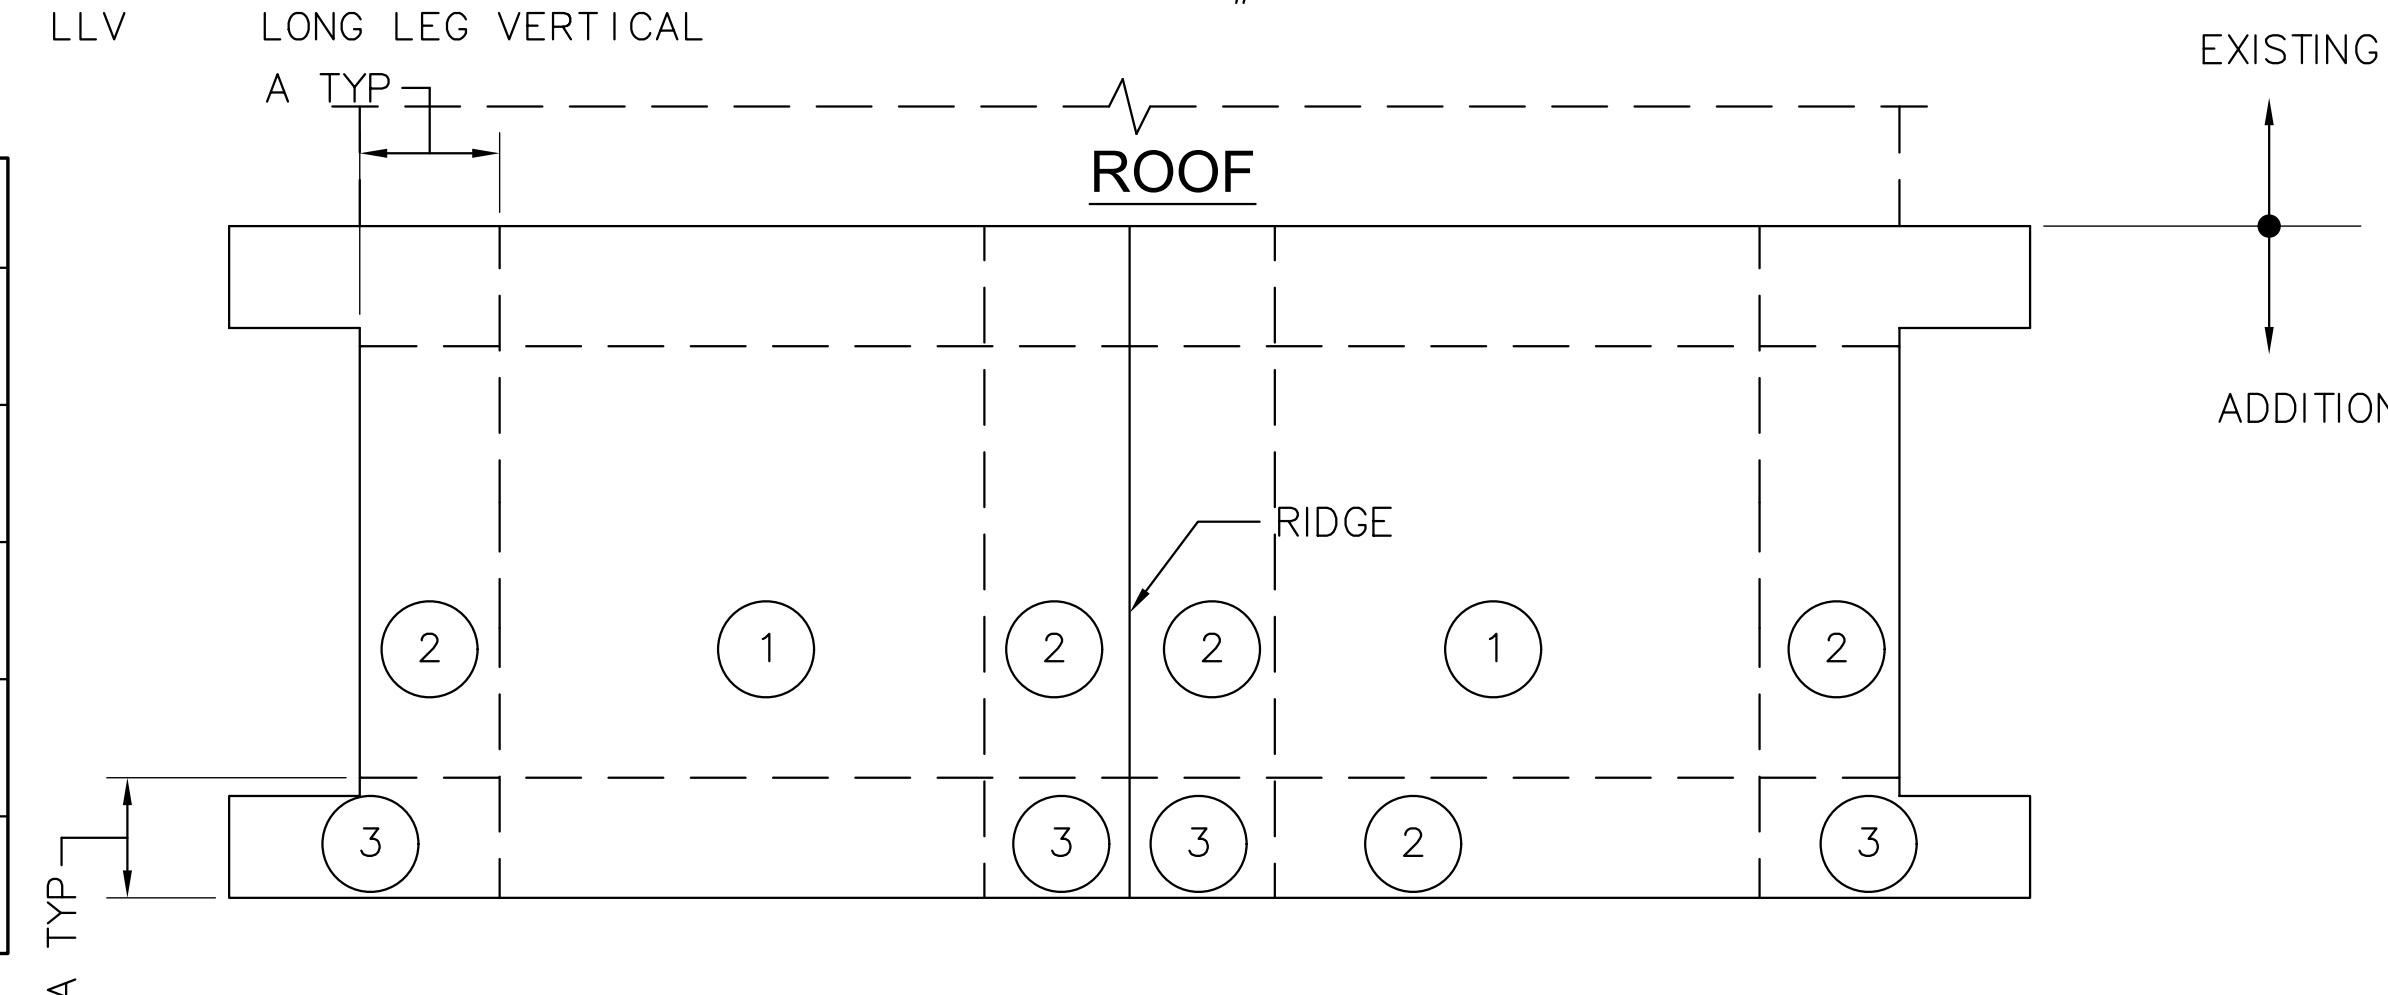 LLV LONG LEG VERTICAL
EXISTING
A TYP
ROOF
ADDITION
RIDGE
2 1 2 2 1 2
3 3 3 2 3
A TYP
A